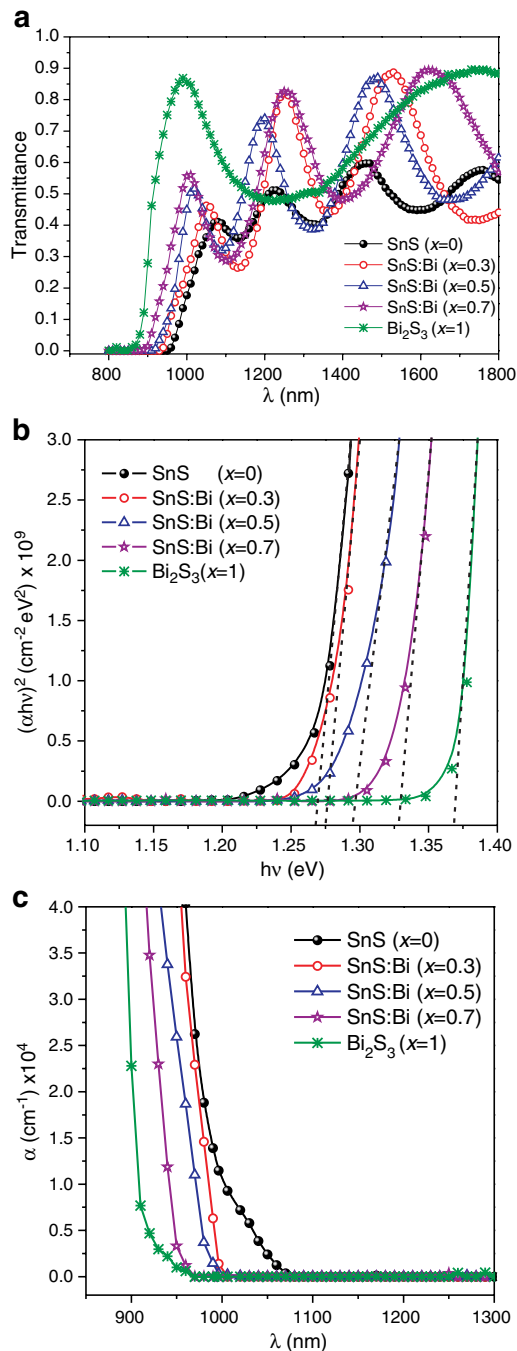 a
0.9
0.8
0.7
0.6
0.5
0.4
0.3
0.2
0.1
0.0
Transmittance
SnS (x=0)
SnS:Bi (x=0.3)
SnS:Bi (x=0.5)
SnS:Bi (x=0.7)
Bi₂S₃ (x=1)
800 1000 1200 1400 1600 1800
λ (nm)
b
3.0
2.5
2.0
1.5
1.0
0.5
0.0
(αhν)² (cm⁻² eV²) x 10⁹
SnS (x=0)
SnS:Bi (x=0.3)
SnS:Bi (x=0.5)
SnS:Bi (x=0.7)
Bi₂S₃(x=1)
1.10 1.15 1.20 1.25 1.30 1.35 1.40
hν (eV)
c
4.0
3.5
3.0
2.5
2.0
1.5
1.0
0.5
0.0
α (cm⁻¹) x10⁴
SnS (x=0)
SnS:Bi (x=0.3)
SnS:Bi (x=0.5)
SnS:Bi (x=0.7)
Bi₂S₃ (x=1)
900 1000 1100 1200 1300
λ (nm)